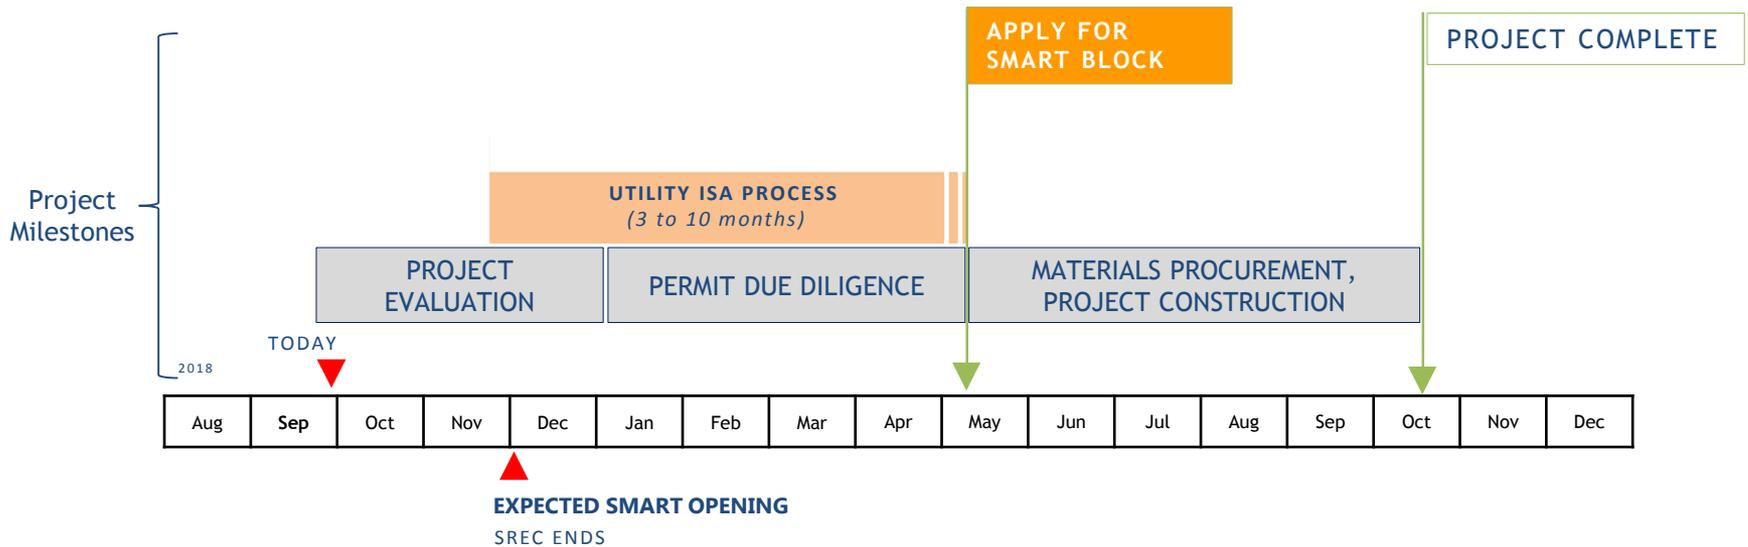 APPLY FOR
SMART BLOCK
PROJECT COMPLETE
Project
Milestones
UTILITY ISA PROCESS
(3 to 10 months)
PROJECT
EVALUATION
PERMIT DUE DILIGENCE
MATERIALS PROCUREMENT,
PROJECT CONSTRUCTION
TODAY
2018
Aug Sep Oct Nov Dec Jan Feb Mar Apr May Jun Jul Aug Sep Oct Nov Dec
EXPECTED SMART OPENING
SREC ENDS